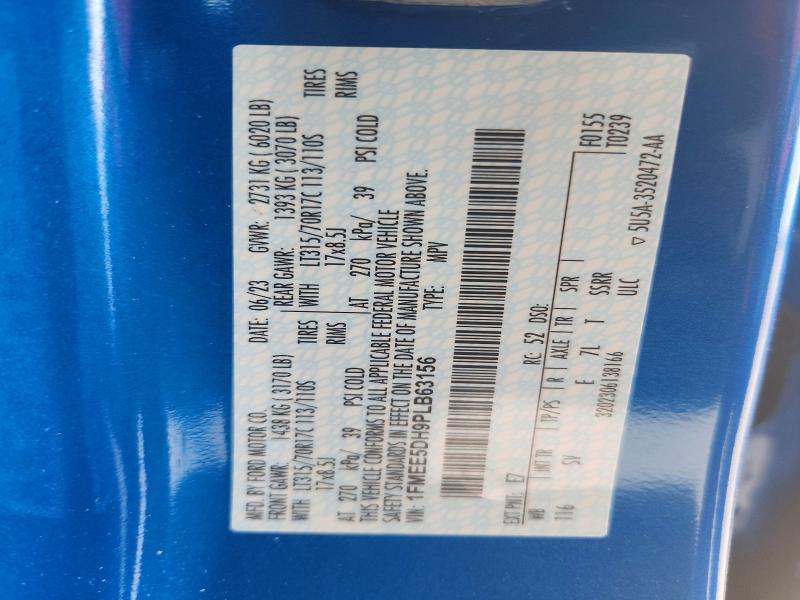 MFD. BY FORD MOTOR CO.
DATE: 06/23 GVWR: 2731 KG ( 6020 LB)
FRONT GAWR: 1438 KG ( 3170 LB)
REAR GAWR: 1393 KG ( 3070 LB)
WITH LT315/70R17C 113/110S TIRES
WITH LT315/70R17C 113/110S TIRES
17x8.5J RIMS
17x8.5J RIMS
AT 270 kPa/ 39 PSI COLD
AT 270 kPa/ 39 PSI COLD
THIS VEHICLE CONFORMS TO ALL APPLICABLE FEDERAL MOTOR VEHICLE
SAFETY STANDARDS IN EFFECT ON THE DATE OF MANUFACTURE SHOWN ABOVE.
VIN: 1FMEE5DH9PLB63156 TYPE: MPV
F0155
EXT PNT: E7 RC: 52 DSO: T0239
WB INT TR TP/PS R AXLE TR SPR
116 SV E 7L T SSRR
3202306138166 ULC
▽ 5U5A-3520472-AA